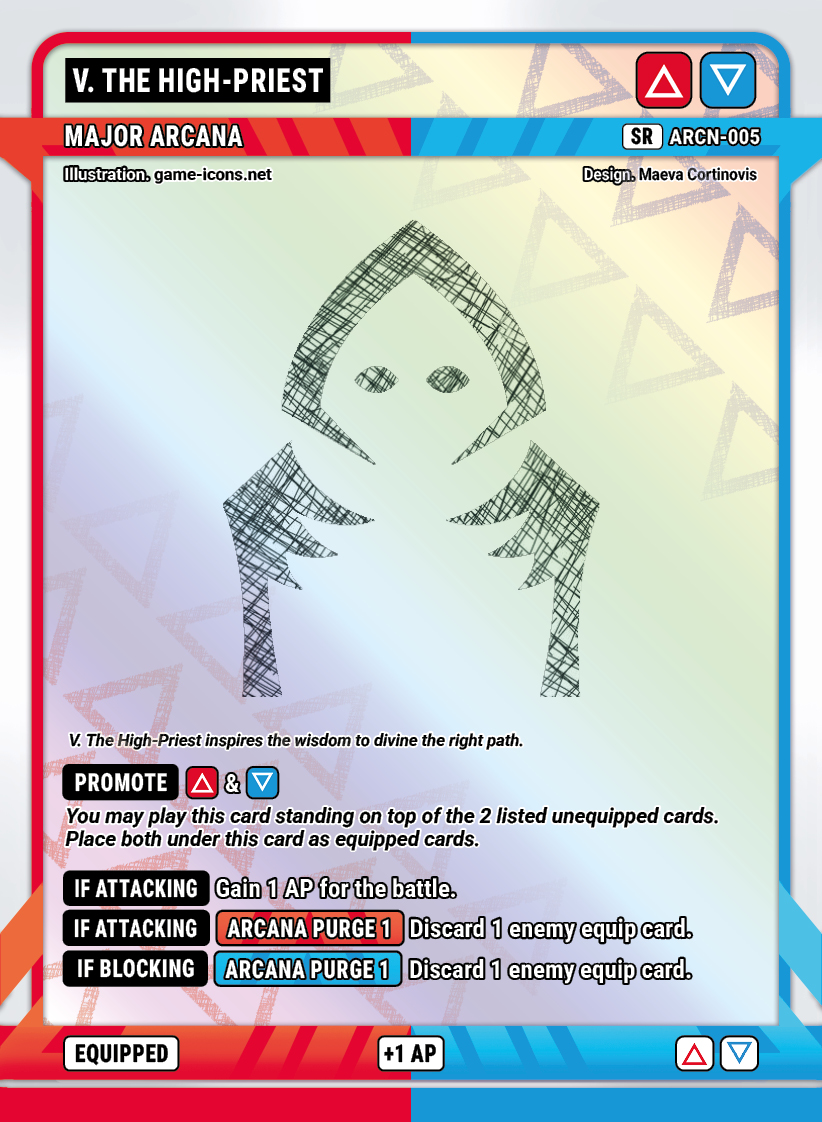 V. THE HIGH-PRIEST
MAJOR ARCANA
SR ARCN-005
Illustration. game-icons.net
Design. Maeva Cortinovis
V. The High-Priest inspires the wisdom to divine the right path.
PROMOTE &
You may play this card standing on top of the 2 listed unequipped cards.
Place both under this card as equipped cards.
IF ATTACKING Gain 1 AP for the battle.
IF ATTACKING ARCANA PURGE 1 Discard 1 enemy equip card.
IF BLOCKING ARCANA PURGE 1 Discard 1 enemy equip card.
EQUIPPED
+1 AP